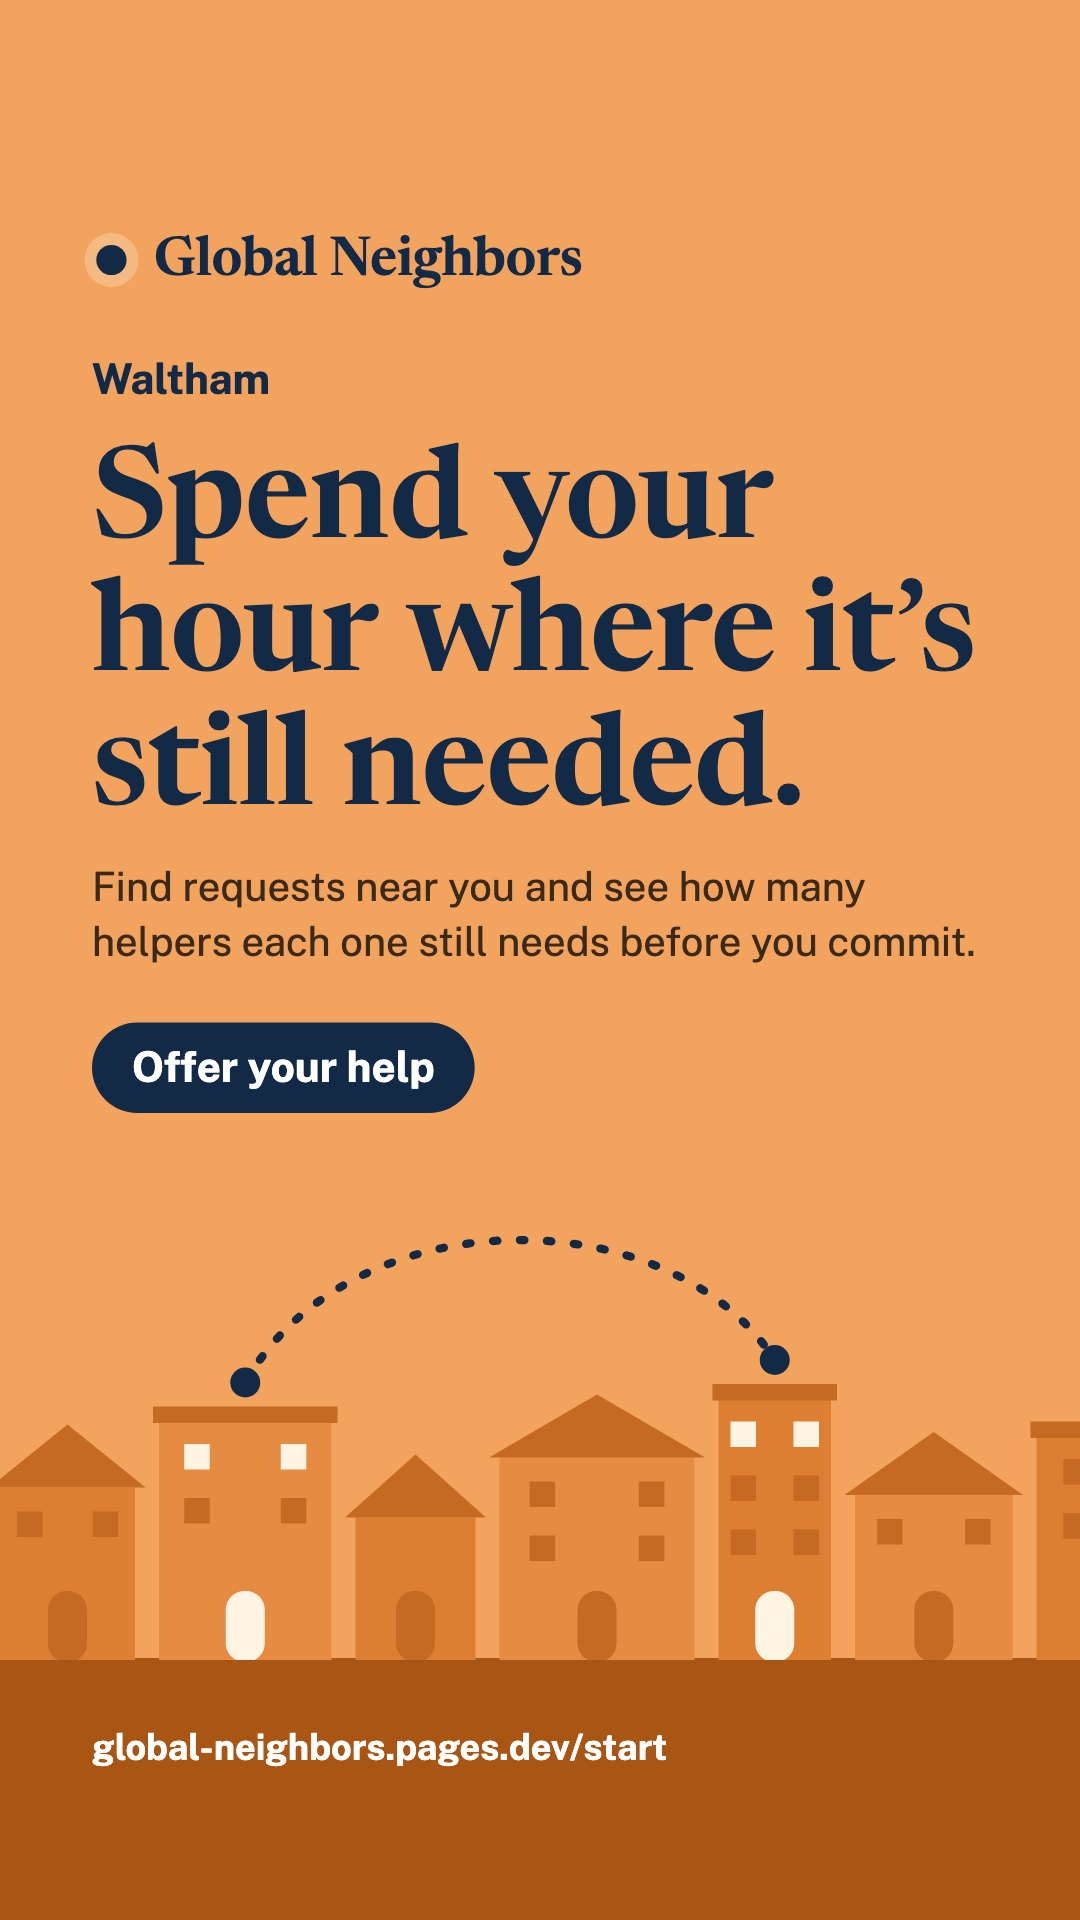 Global Neighbors
Waltham
Spend your
hour where it’s
still needed.
Find requests near you and see how many
helpers each one still needs before you commit.
Offer your help
global-neighbors.pages.dev/start